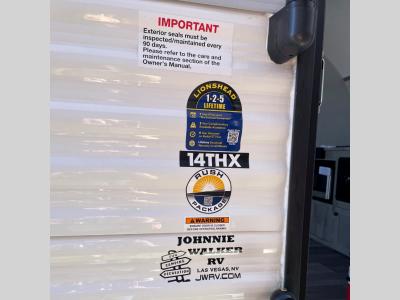 IMPORTANT
Exterior seals must be
inspected/maintained every
90 days.
Please refer to the care and
maintenance section of the
Owner's Manual.
LIONSHEAD
1-2-5
LIFETIME
14THX
RUSH
PACKAGE
WARNING
JOHNNIE
WALKER
RV
CAMPING
RECREATION
LAS VEGAS, NV
JWRV.COM